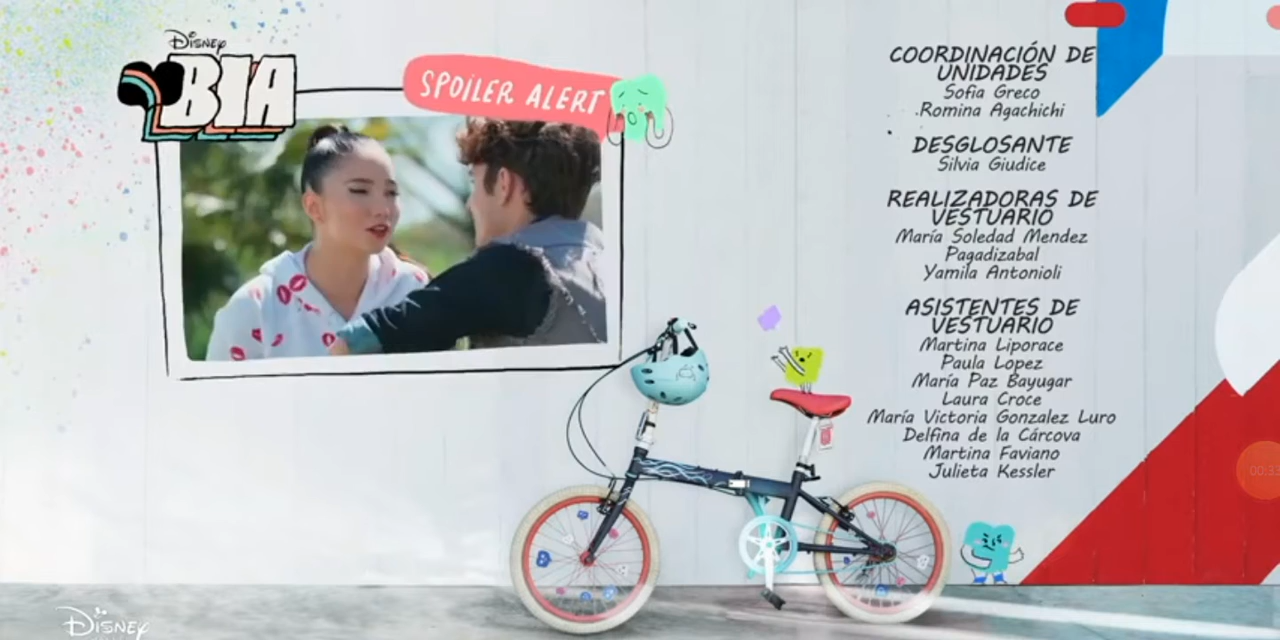 Disney
BIA
SPOILER ALERT
COORDINACIÓN DE
UNIDADES
Sofia Greco
Romina Agachichi
DESGLOSANTE
Silvia Giudice
REALIZADORAS DE
VESTUARIO
María Soledad Mendez
Pagadizabal
Yamila Antonioli
ASISTENTES DE
VESTUARIO
Martina Liporace
Paula Lopez
María Paz Bayugar
Laura Croce
María Victoria Gonzalez Luro
Delfina de la Cárcova
Martina Faviano
Julieta Kessler
Disney